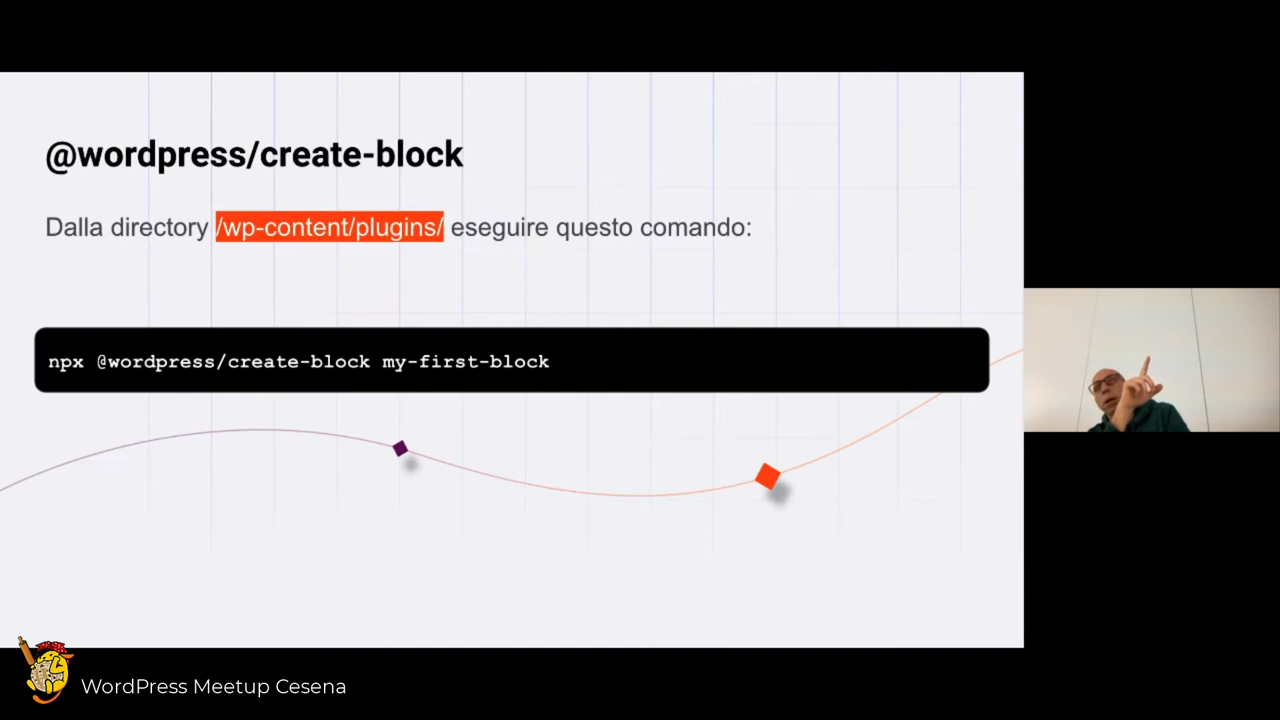 @wordpress/create-block
Dalla directory /wp-content/plugins/ eseguire questo comando:
npx @wordpress/create-block my-first-block
WordPress Meetup Cesena